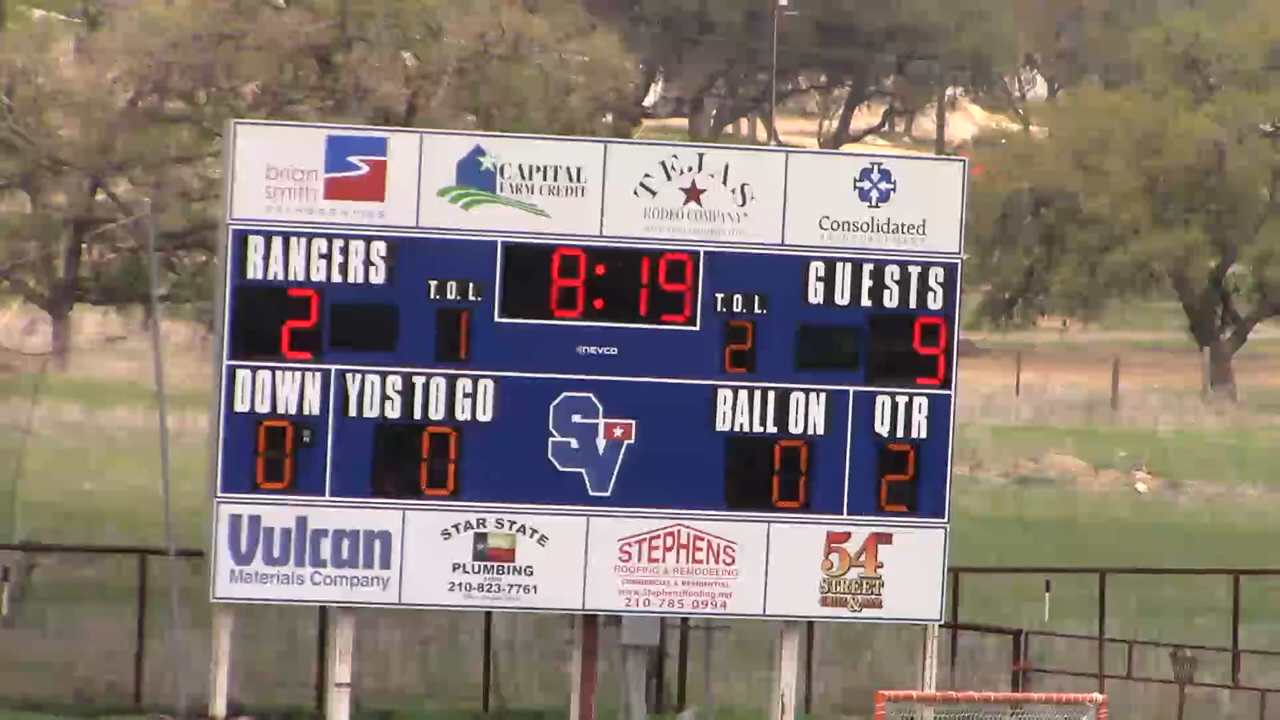 brian smith
CAPITAL
FARM CREDIT
TEJAS
RODEO COMPANY
Consolidated
RANGERS
8:19
GUESTS
T.O.L.
T.O.L.
2
1
2
9
NEVCO
DOWN
YDS TO GO
BALL ON
QTR
0
0
0
2
SV
Vulcan
Materials Company
STAR STATE
PLUMBING
210-823-7761
STEPHENS
ROOFING & REMODELING
COMMERCIAL & RESIDENTIAL
www.StephensRoofing.net
210-785-0994
54
STREET